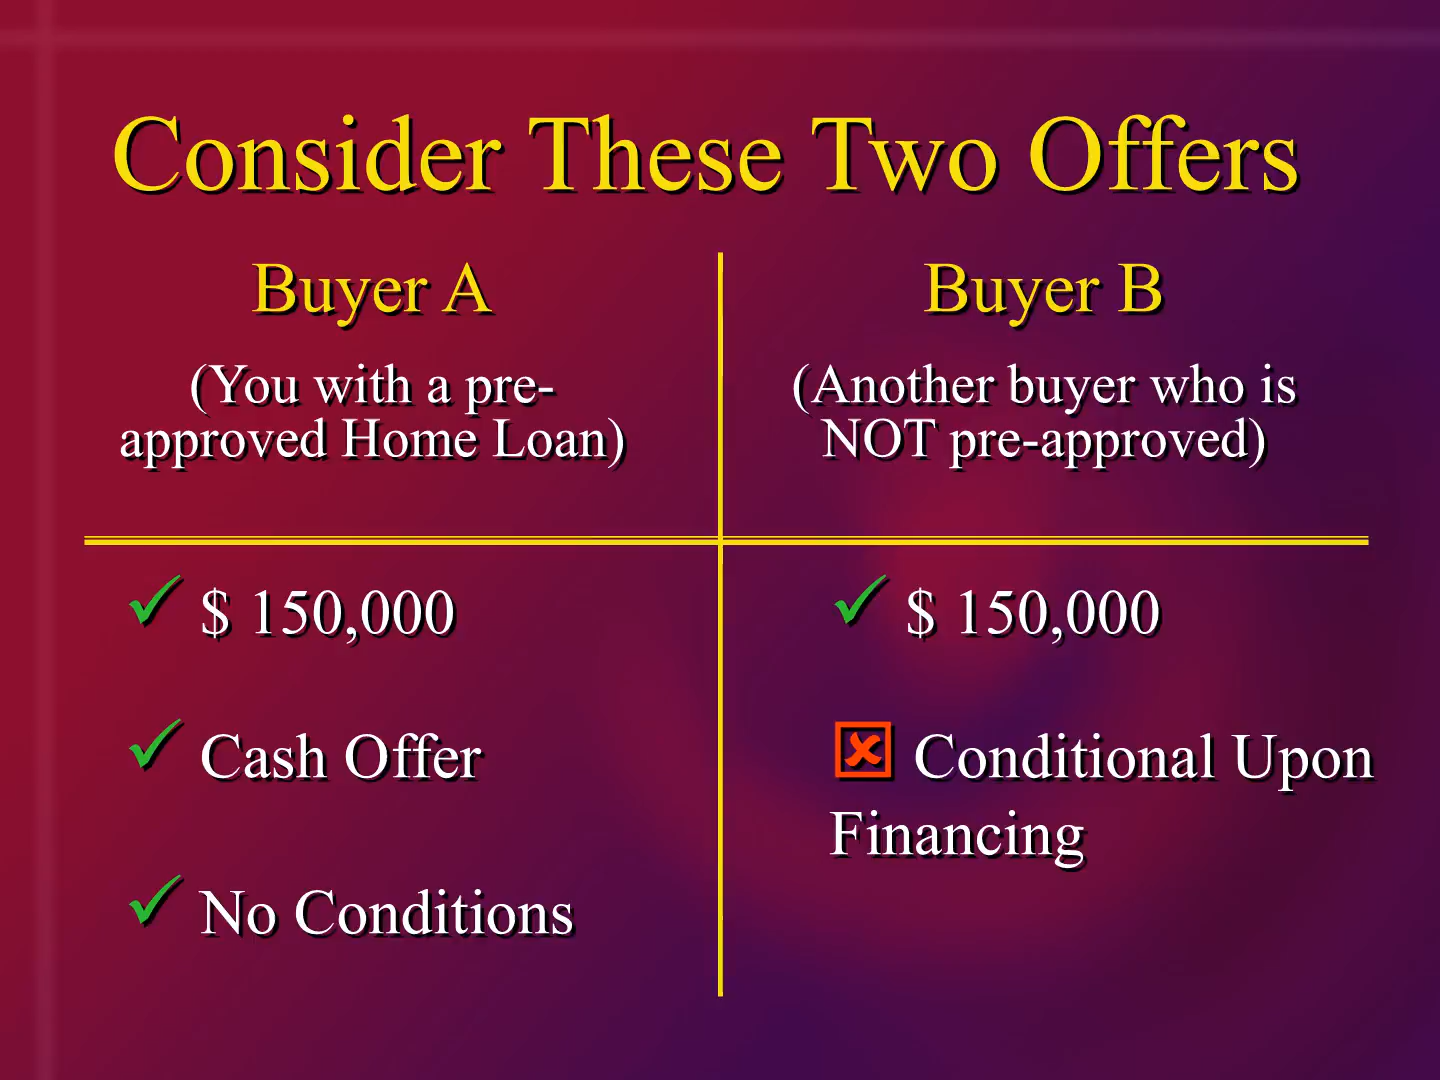 Consider These Two Offers
Buyer A
(You with a pre-
approved Home Loan)
$ 150,000
Cash Offer
No Conditions
Buyer B
(Another buyer who is
NOT pre-approved)
$ 150,000
Conditional Upon
Financing